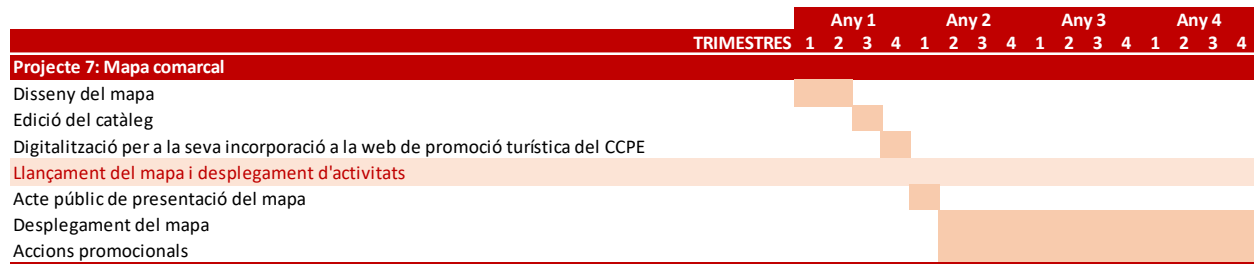 Any 1 Any 2 Any 3 Any 4
TRIMESTRES 1 2 3 4 1 2 3 4 1 2 3 4 1 2 3 4
Projecte 7: Mapa comarcal
Disseny del mapa
Edició del catàleg
Digitalització per a la seva incorporació a la web de promoció turística del CCPE
Llançament del mapa i desplegament d'activitats
Acte públic de presentació del mapa
Desplegament del mapa
Accions promocionals